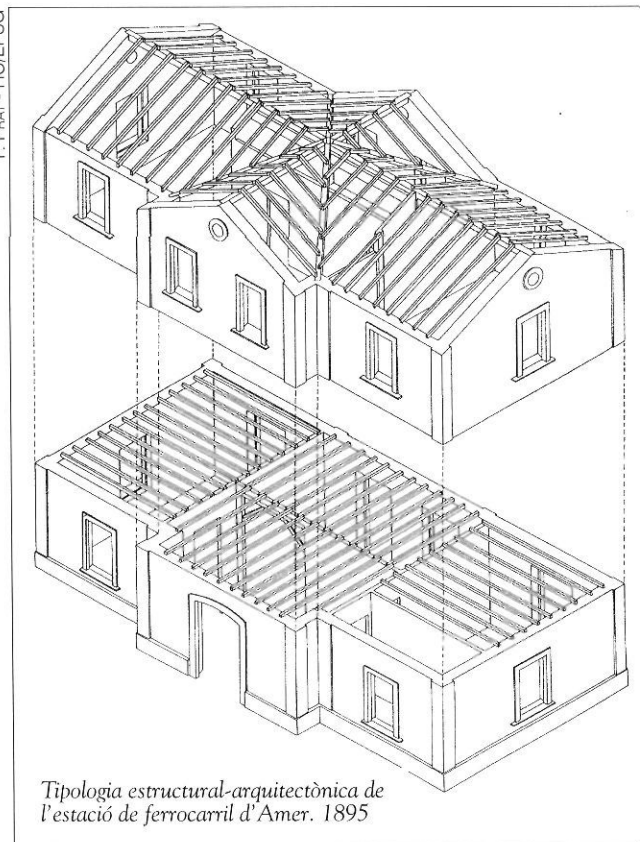 Tipologia estructural-arquitectònica de
l'estació de ferrocarril d'Amer. 1895